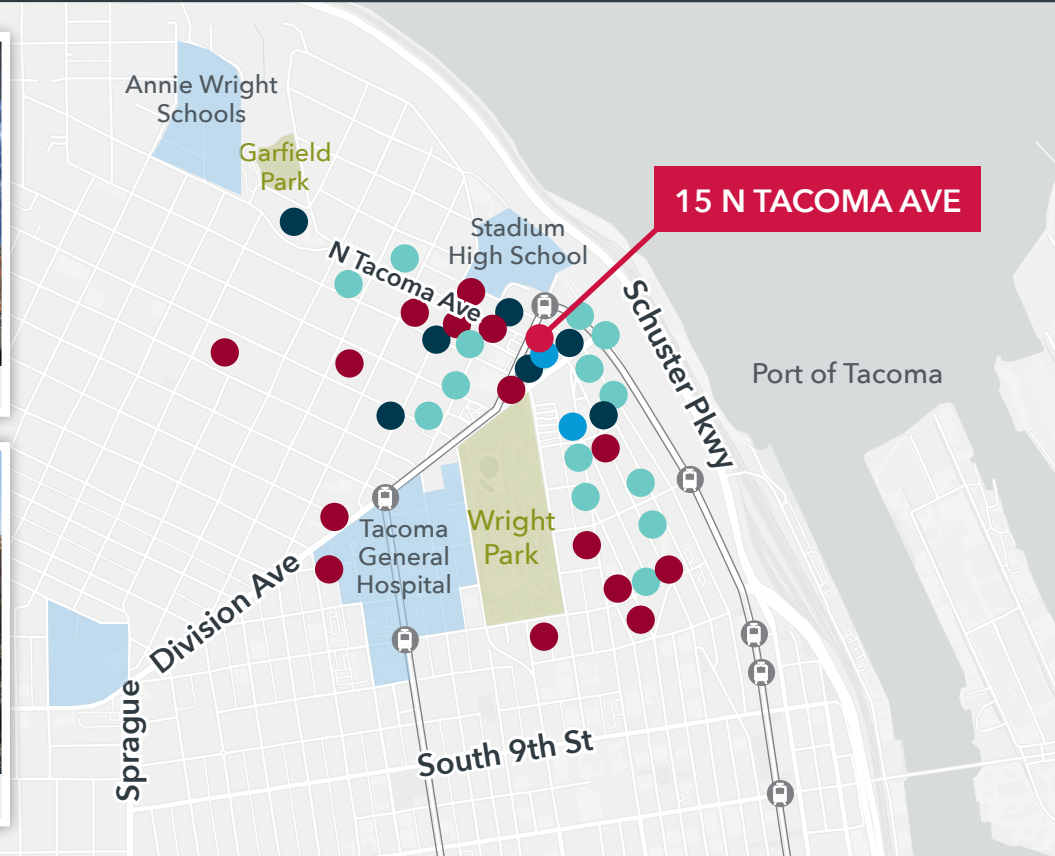 Annie Wright
Schools
Garfield
Park
15 N TACOMA AVE
Stadium
High School
N Tacoma Ave
Schuster Pkwy
Port of Tacoma
Wright
Park
Tacoma
General
Hospital
Division Ave
Sprague
South 9th St